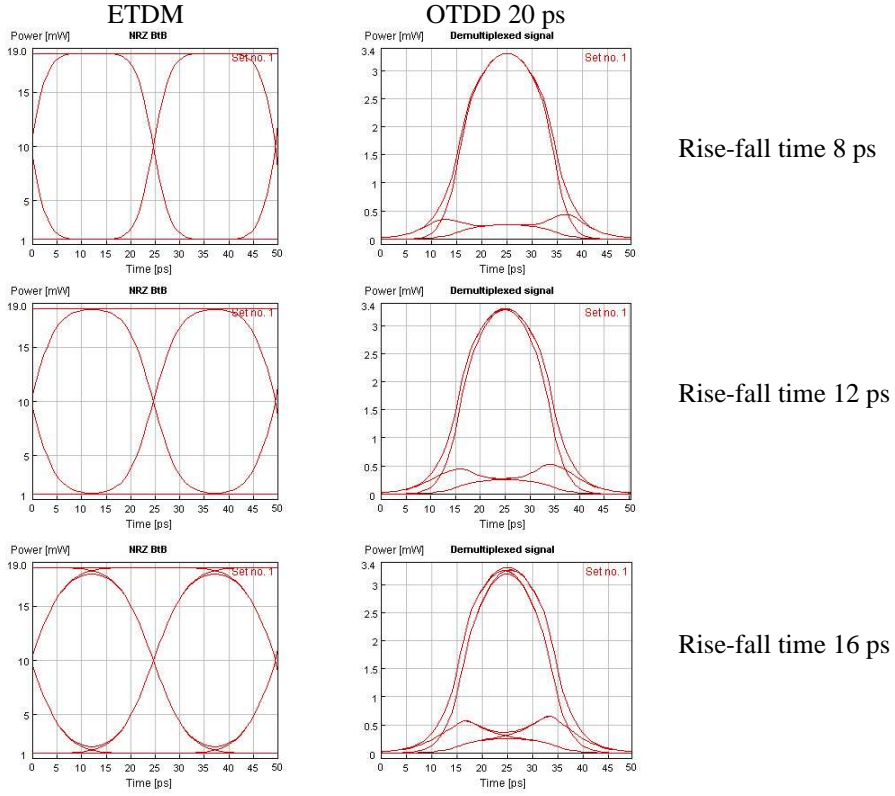 ETDM
OTDD 20 ps
Power [mW]
NRZ BtB
Set no. 1
19.0
15
10
5
1
0 5 10 15 20 25 30 35 40 45 50
Time [ps]
Power [mW]
Demultiplexed signal
Set no. 1
3.4
3
2.5
2
1.5
1
0.5
0
0 5 10 15 20 25 30 35 40 45 50
Time [ps]
Rise-fall time 8 ps
Power [mW]
NRZ BtB
Set no. 1
19.0
15
10
5
1
0 5 10 15 20 25 30 35 40 45 50
Time [ps]
Power [mW]
Demultiplexed signal
Set no. 1
3.4
3
2.5
2
1.5
1
0.5
0
0 5 10 15 20 25 30 35 40 45 50
Time [ps]
Rise-fall time 12 ps
Power [mW]
NRZ BtB
Set no. 1
19.0
15
10
5
1
0 5 10 15 20 25 30 35 40 45 50
Time [ps]
Power [mW]
Demultiplexed signal
Set no. 1
3.4
3
2.5
2
1.5
1
0.5
0
0 5 10 15 20 25 30 35 40 45 50
Time [ps]
Rise-fall time 16 ps